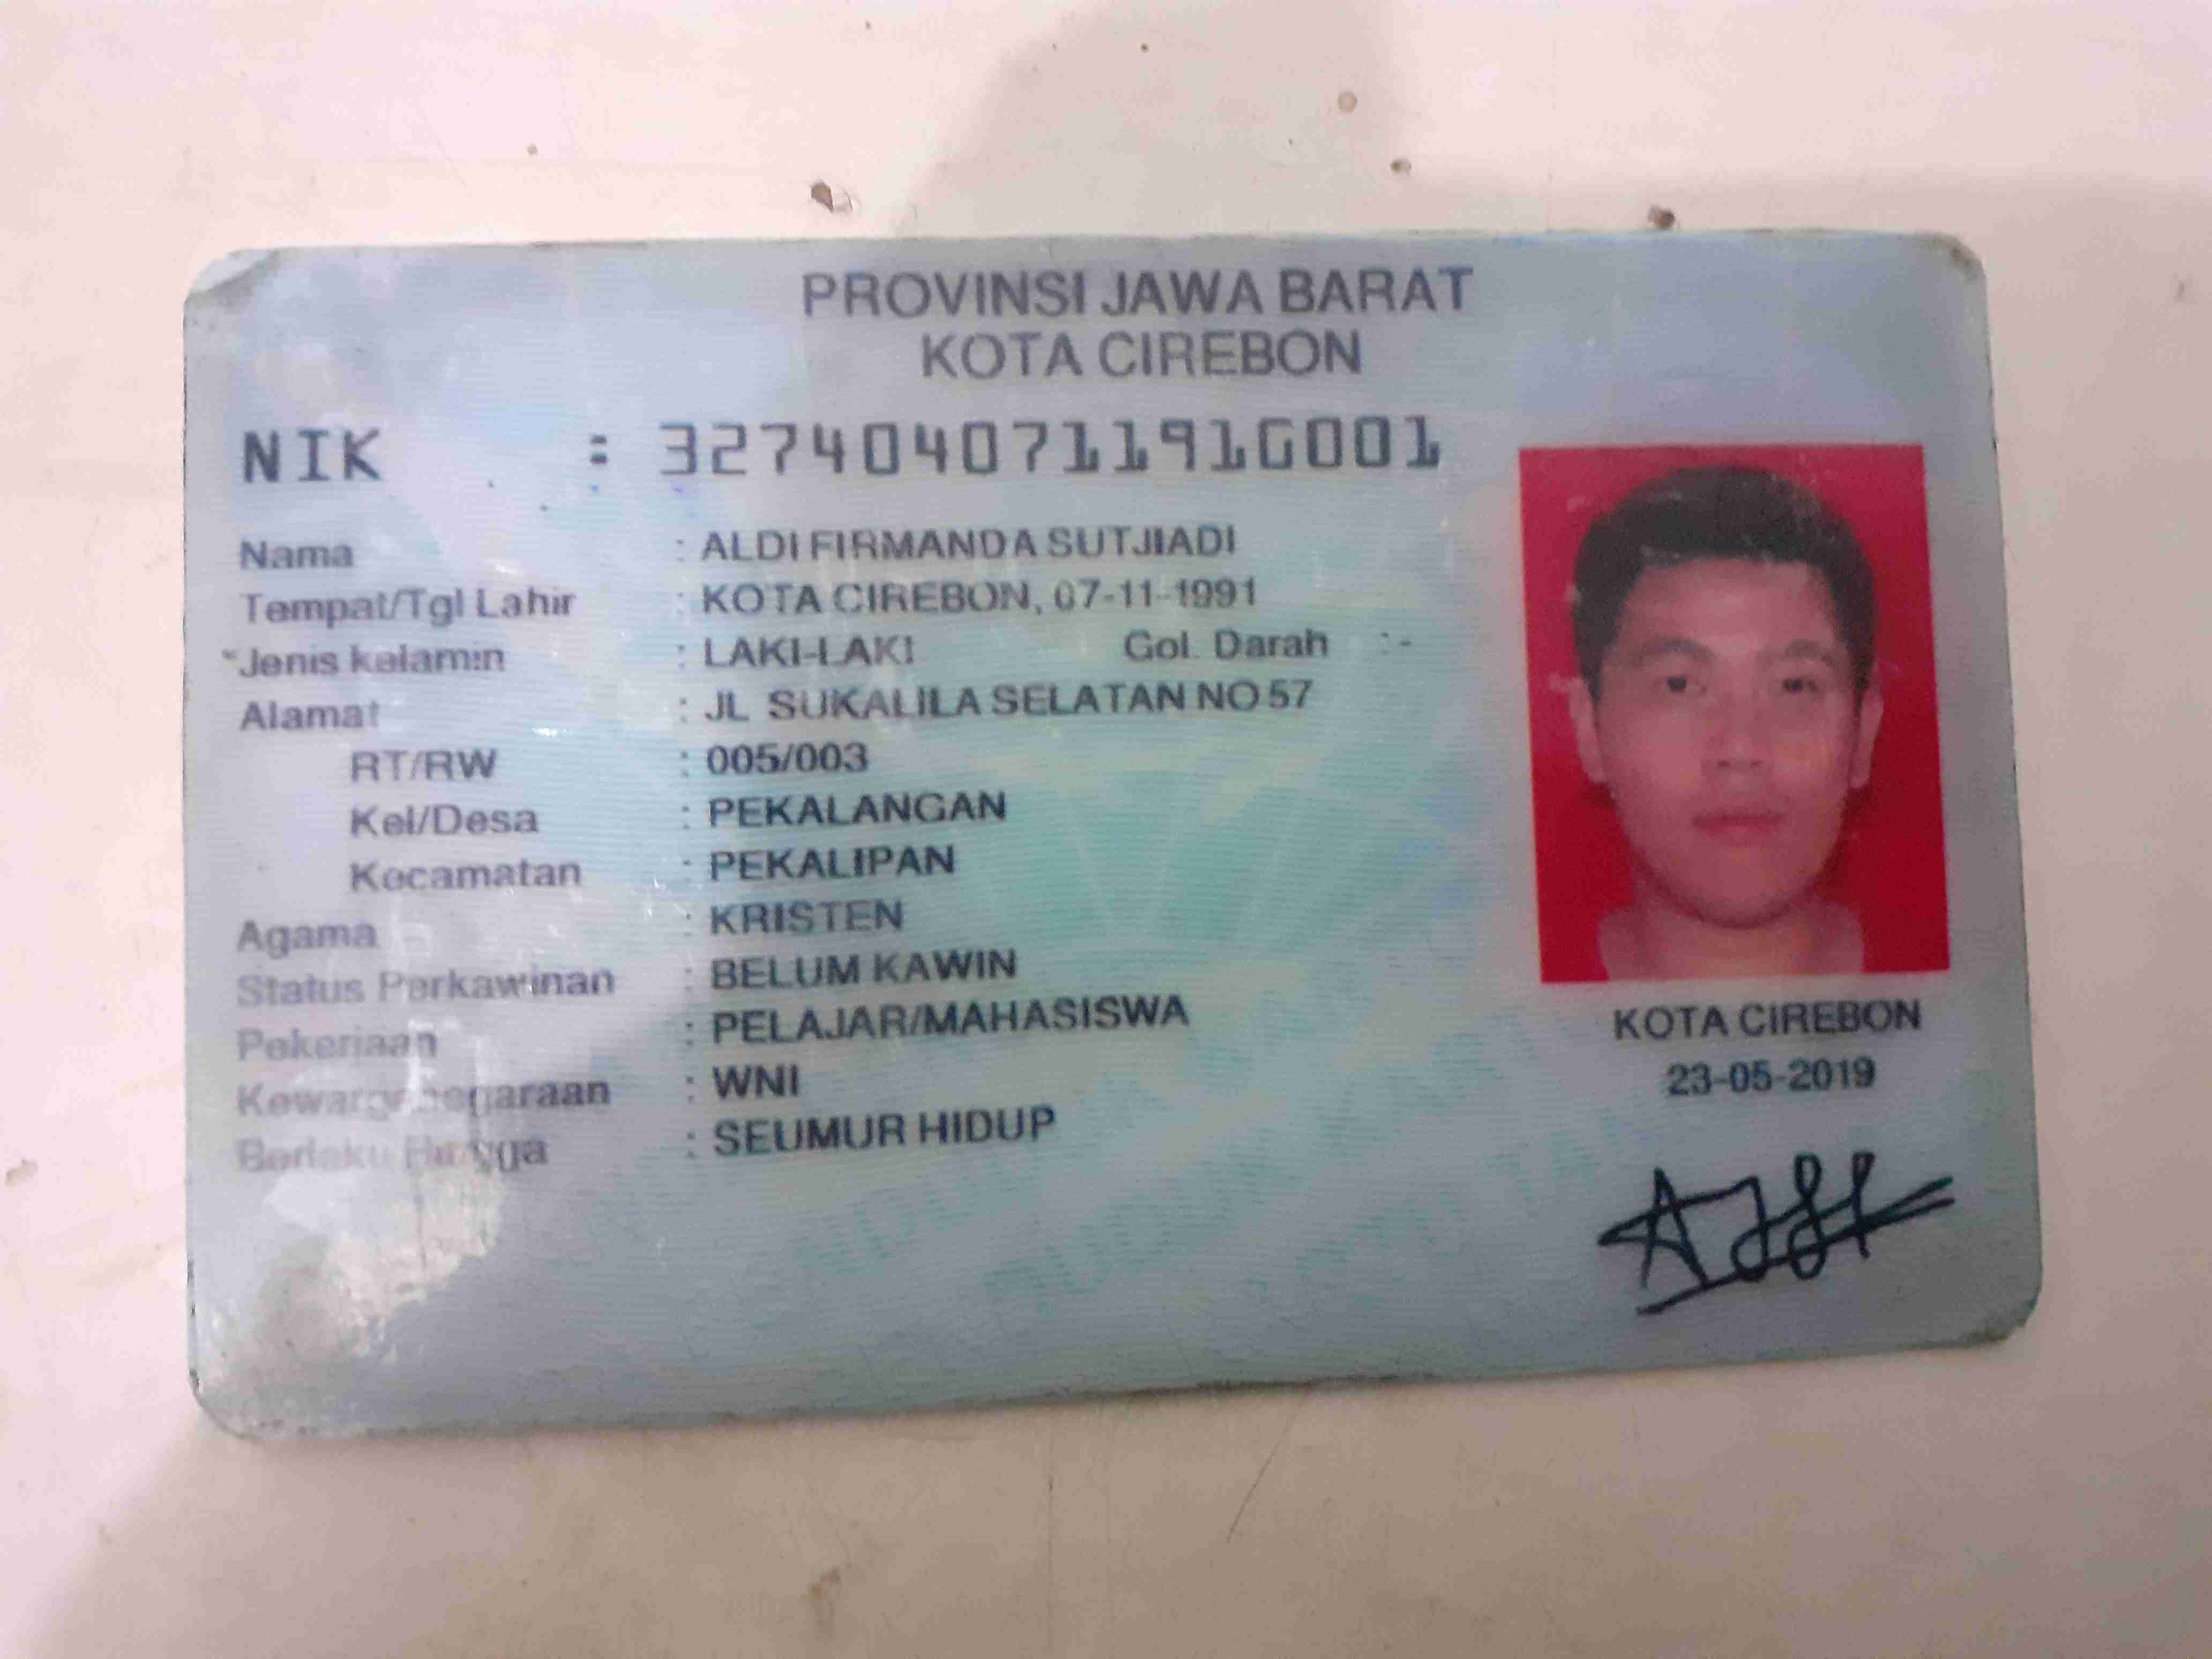 PROVINSI JAWA BARAT
KOTA CIREBON
NIK : 3274040711910001
Nama : ALDI FIRMANDA SUTJIADI
Tempat/Tgl Lahir : KOTA CIREBON, 07-11-1991
Jenis kelamin : LAKI-LAKI Gol. Darah : -
Alamat : JL SUKALILA SELATAN NO 57
RT/RW : 005/003
Kel/Desa : PEKALANGAN
Kecamatan : PEKALIPAN
Agama : KRISTEN
Status Perkawinan : BELUM KAWIN
Pekerjaan : PELAJAR/MAHASISWA
Kewarganegaraan : WNI
Berlaku Hingga : SEUMUR HIDUP
KOTA CIREBON
23-05-2019